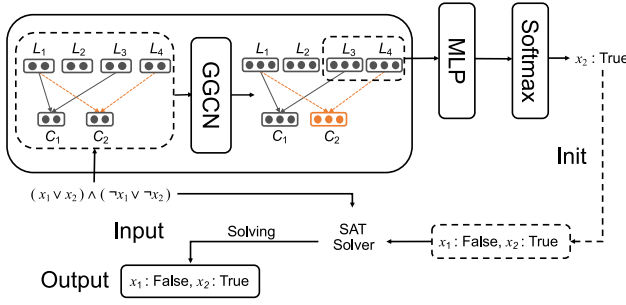 L₁ L₂ L₃ L₄
C₁ C₂
GGCN
L₁ L₂ L₃ L₄
C₁ C₂
MLP
Softmax
x₂ : True
Init
(x₁ ∨ x₂) ∧ (¬x₁ ∨ ¬x₂)
Input
Solving
SAT
Solver
x₁ : False, x₂ : True
Output
x₁ : False, x₂ : True